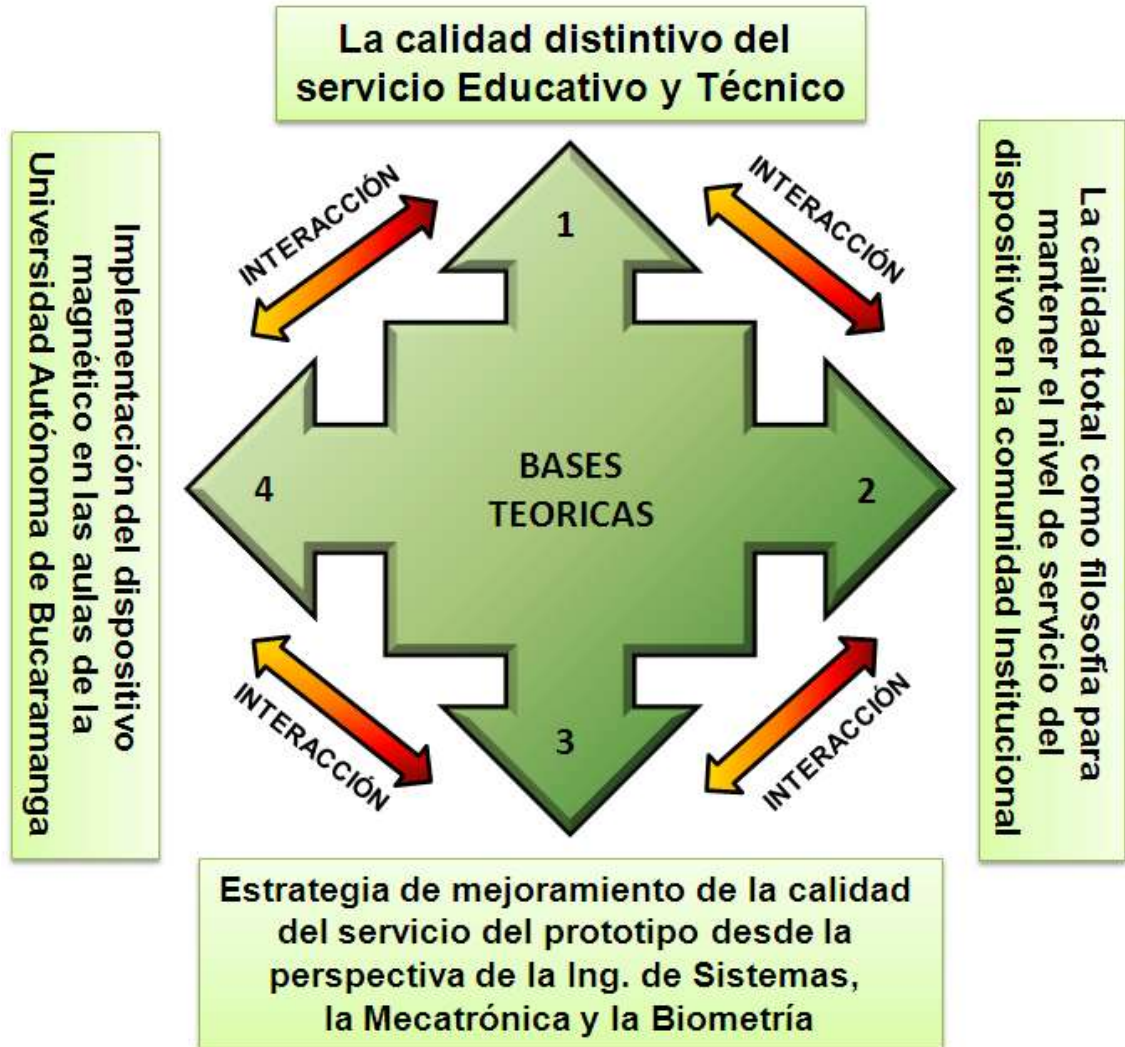 La calidad distintivo del
servicio Educativo y Técnico
INTERACCIÓN
INTERACCIÓN
Implementación del dispositivo
magnético en las aulas de la
Universidad Autónoma de Bucaramanga
1
La calidad total como filosofía para
mantener el nivel de servicio del
dispositivo en la comunidad Institucional
4
BASES
TEORICAS
2
3
INTERACCIÓN
INTERACCIÓN
Estrategia de mejoramiento de la calidad
del servicio del prototipo desde la
perspectiva de la Ing. de Sistemas,
la Mecatrónica y la Biometría